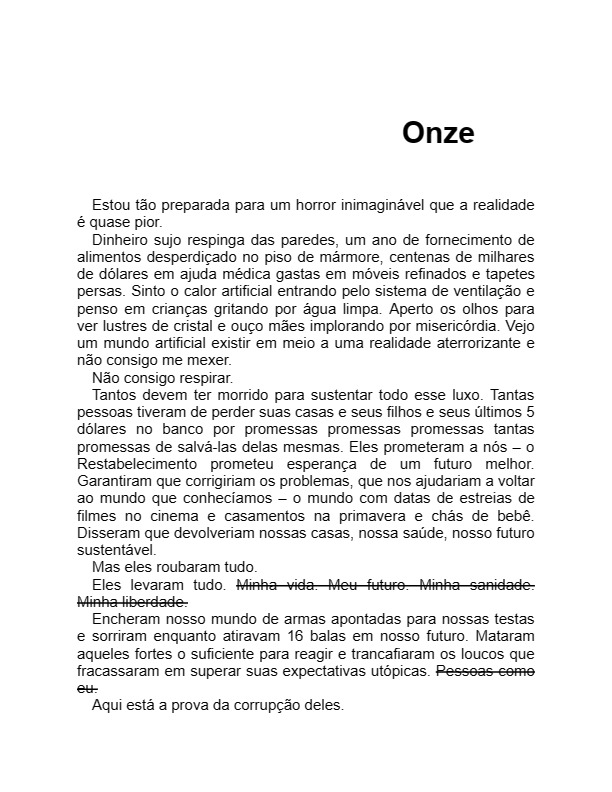 Onze
Estou tão preparada para um horror inimaginável que a realidade
é quase pior.
Dinheiro sujo respinga das paredes, um ano de fornecimento de
alimentos desperdiçado no piso de mármore, centenas de milhares
de dólares em ajuda médica gastas em móveis refinados e tapetes
persas. Sinto o calor artificial entrando pelo sistema de ventilação e
penso em crianças gritando por água limpa. Aperto os olhos para
ver lustres de cristal e ouço mães implorando por misericórdia. Vejo
um mundo artificial existir em meio a uma realidade aterrorizante e
não consigo me mexer.
Não consigo respirar.
Tantos devem ter morrido para sustentar todo esse luxo. Tantas
pessoas tiveram de perder suas casas e seus filhos e seus últimos 5
dólares no banco por promessas promessas promessas tantas
promessas de salvá-las delas mesmas. Eles prometeram a nós – o
Restabelecimento prometeu esperança de um futuro melhor.
Garantiram que corrigiriam os problemas, que nos ajudariam a voltar
ao mundo que conhecíamos – o mundo com datas de estreias de
filmes no cinema e casamentos na primavera e chás de bebê.
Disseram que devolveriam nossas casas, nossa saúde, nosso futuro
sustentável.
Mas eles roubaram tudo.
Eles levaram tudo. Minha vida. Meu futuro. Minha sanidade.
Minha liberdade.
Encheram nosso mundo de armas apontadas para nossas testas
e sorriram enquanto atiravam 16 balas em nosso futuro. Mataram
aqueles fortes o suficiente para reagir e trancafiaram os loucos que
fracassaram em superar suas expectativas utópicas. Pessoas como
eu.
Aqui está a prova da corrupção deles.